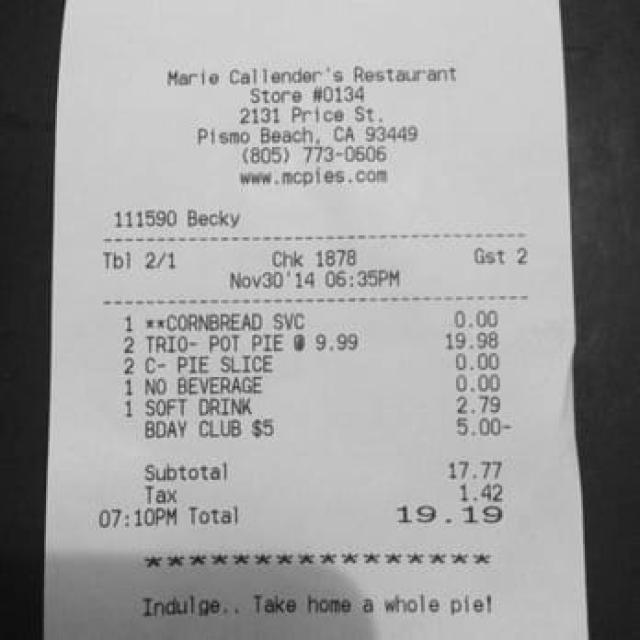 Marie Callender's Restaurant
Store #0134
2131 Price St.
Pismo Beach, CA 93449
(805) 773-0606
www.mcpies.com
111590 Becky
Tbl 2/1 Chk 1878 Gst 2
Nov30'14 06:35PM
1 **CORNBREAD SVC 0.00
2 TRIO- POT PIE @ 9.99 19.98
2 C- PIE SLICE 0.00
1 NO BEVERAGE 0.00
1 SOFT DRINK 2.79
BDAY CLUB $5 5.00-
Subtotal 17.77
Tax 1.42
07:10PM Total 19.19
****************
Indulge.. Take home a whole pie!